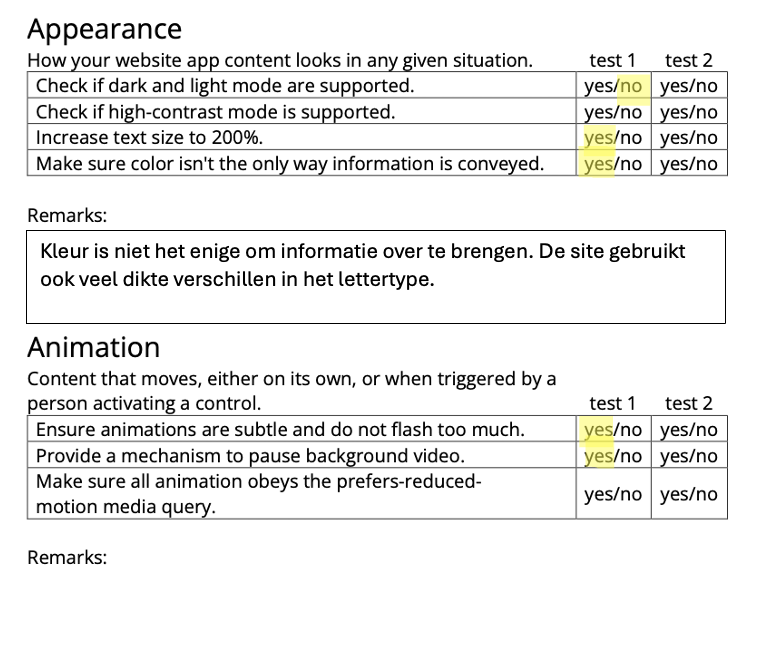 Appearance
How your website app content looks in any given situation. test 1 test 2
Check if dark and light mode are supported. yes/no yes/no
Check if high-contrast mode is supported. yes/no yes/no
Increase text size to 200%. yes/no yes/no
Make sure color isn't the only way information is conveyed. yes/no yes/no
Remarks:
Kleur is niet het enige om informatie over te brengen. De site gebruikt
ook veel dikte verschillen in het lettertype.
Animation
Content that moves, either on its own, or when triggered by a
person activating a control. test 1 test 2
Ensure animations are subtle and do not flash too much. yes/no yes/no
Provide a mechanism to pause background video. yes/no yes/no
Make sure all animation obeys the prefers-reduced-
motion media query. yes/no yes/no
Remarks: